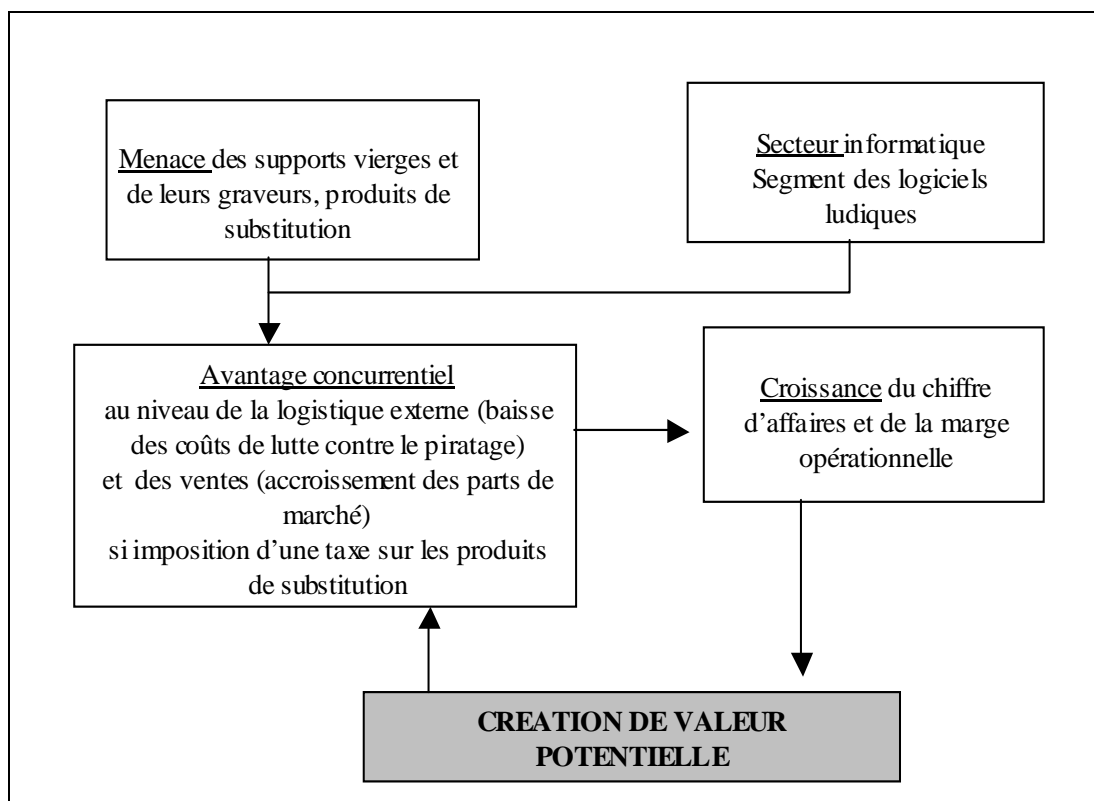 Menace des supports vierges et
de leurs graveurs, produits de
substitution
Secteur informatique
Segment des logiciels
ludiques
Avantage concurrentiel
au niveau de la logistique externe (baisse
des coûts de lutte contre le piratage)
et des ventes (accroissement des parts de
marché)
si imposition d'une taxe sur les produits
de substitution
Croissance du chiffre
d'affaires et de la marge
opérationnelle
CREATION DE VALEUR
POTENTIELLE